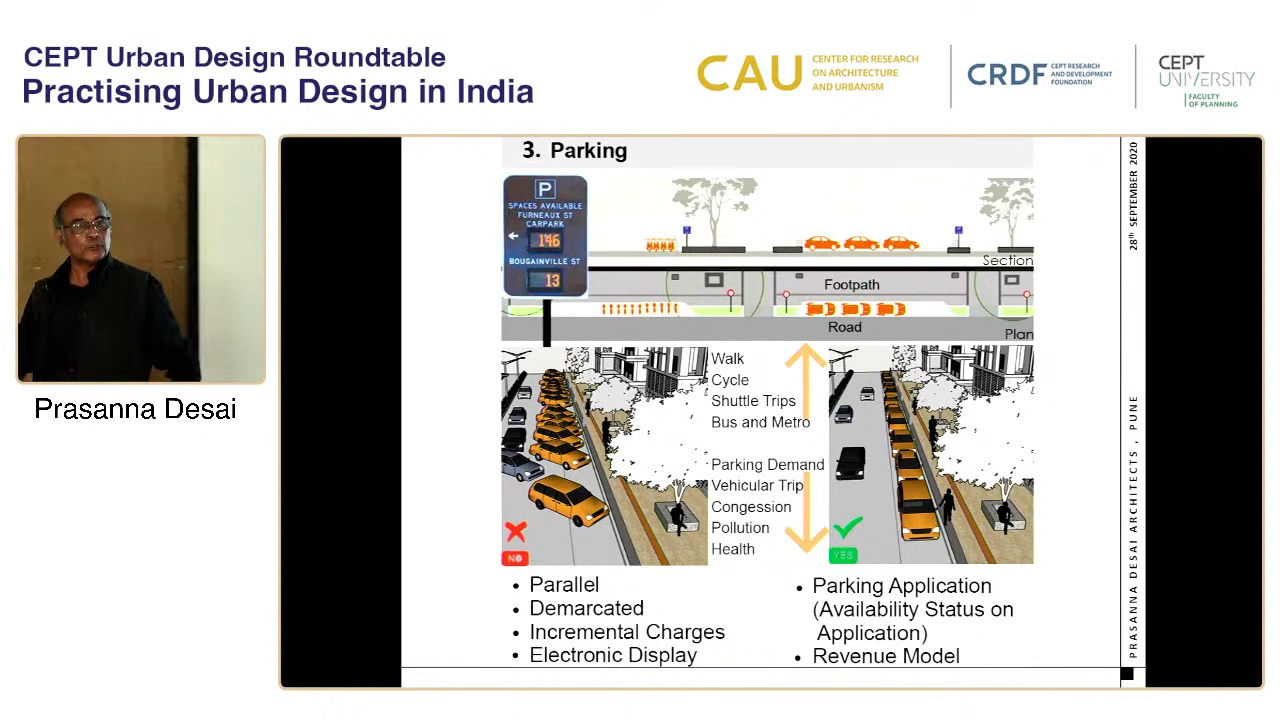 CEPT Urban Design Roundtable
Practising Urban Design in India
CAU
CENTER FOR RESEARCH
ON ARCHITECTURE
AND URBANISM
CRDF
CEPT RESEARCH
AND DEVELOPMENT
FOUNDATION
CEPT
UNIVERSITY
FACULTY
OF PLANNING
Prasanna Desai
3. Parking
P
SPACES AVAILABLE
FURNEAUX ST
CARPARK
146
BOUGAINVILLE ST
13
Section
Footpath
Road
Plan
Walk
Cycle
Shuttle Trips
Bus and Metro
Parking Demand
Vehicular Trip
Congession
Pollution
Health
NO
YES
• Parallel
• Demarcated
• Incremental Charges
• Electronic Display
• Parking Application
(Availability Status on
Application)
• Revenue Model
28th SEPTEMBER 2020
PRASANNA DESAI ARCHITECTS , PUNE